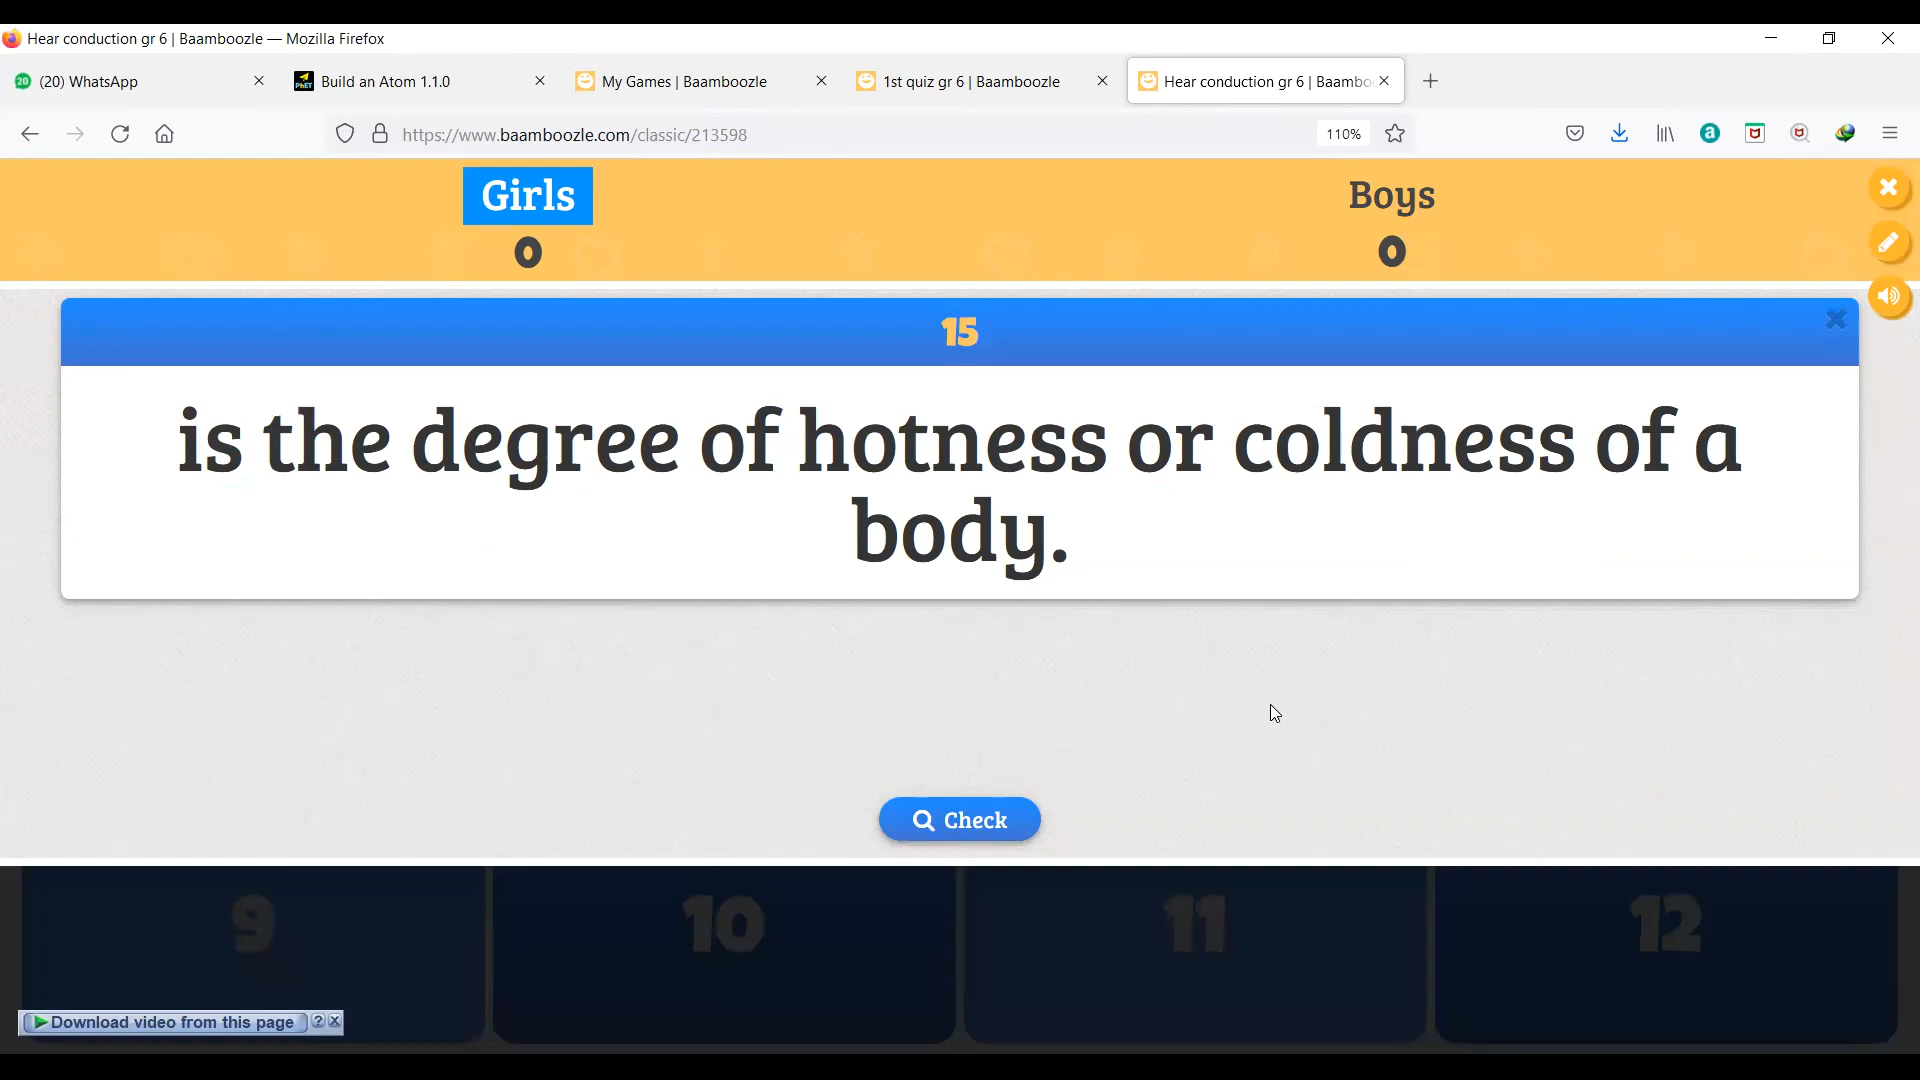 Hear conduction gr 6 | Baamboozle — Mozilla Firefox
20 (20) WhatsApp
PhET Build an Atom 1.1.0
My Games | Baamboozle
1st quiz gr 6 | Baamboozle
Hear conduction gr 6 | Baambo
https://www.baamboozle.com/classic/213598
110%
a
Girls
0
Boys
0
15
is the degree of hotness or coldness of a
body.
Check
9
10
11
12
Download video from this page ? X